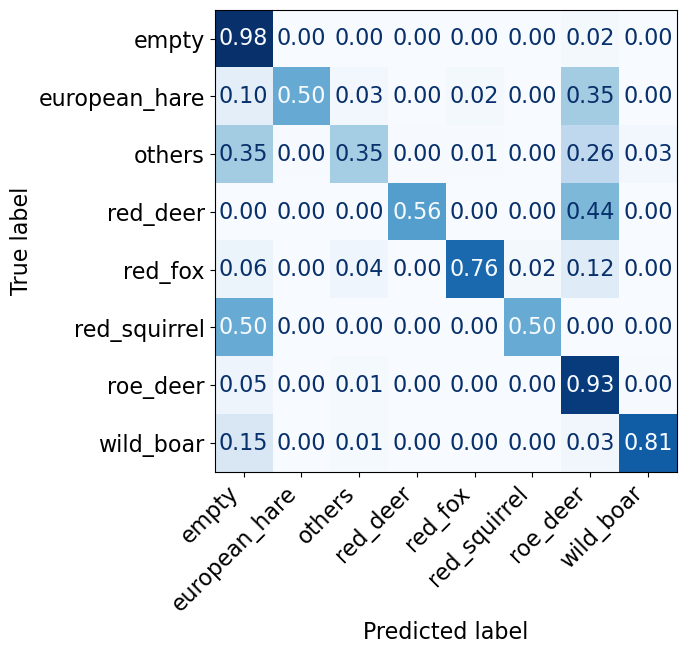 empty 0.98 0.00 0.00 0.00 0.00 0.00 0.02 0.00
european_hare 0.10 0.50 0.03 0.00 0.02 0.00 0.35 0.00
others 0.35 0.00 0.35 0.00 0.01 0.00 0.26 0.03
red_deer 0.00 0.00 0.00 0.56 0.00 0.00 0.44 0.00
red_fox 0.06 0.00 0.04 0.00 0.76 0.02 0.12 0.00
red_squirrel 0.50 0.00 0.00 0.00 0.00 0.50 0.00 0.00
roe_deer 0.05 0.00 0.01 0.00 0.00 0.00 0.93 0.00
wild_boar 0.15 0.00 0.01 0.00 0.00 0.00 0.03 0.81
True label
empty
european_hare
others
red_deer
red_fox
red_squirrel
roe_deer
wild_boar
Predicted label